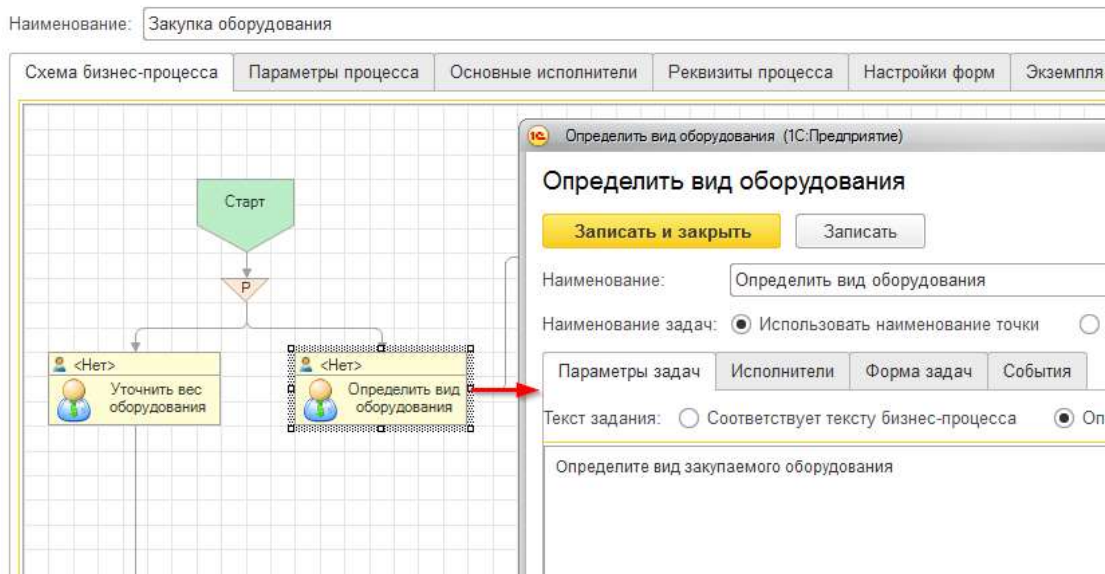 Наименование: Закупка оборудования
Схема бизнес-процесса Параметры процесса Основные исполнители Реквизиты процесса Настройки форм Экземпля
1С Определить вид оборудования (1С:Предприятие)
Определить вид оборудования
Записать и закрыть Записать
Наименование: Определить вид оборудования
Наименование задач: Использовать наименование точки
Параметры задач Исполнители Форма задач События
Текст задания: Соответствует тексту бизнес-процесса Оп
Определите вид закупаемого оборудования
Старт
Р
<Нет>
Уточнить вес
оборудования
<Нет>
Определить вид
оборудования